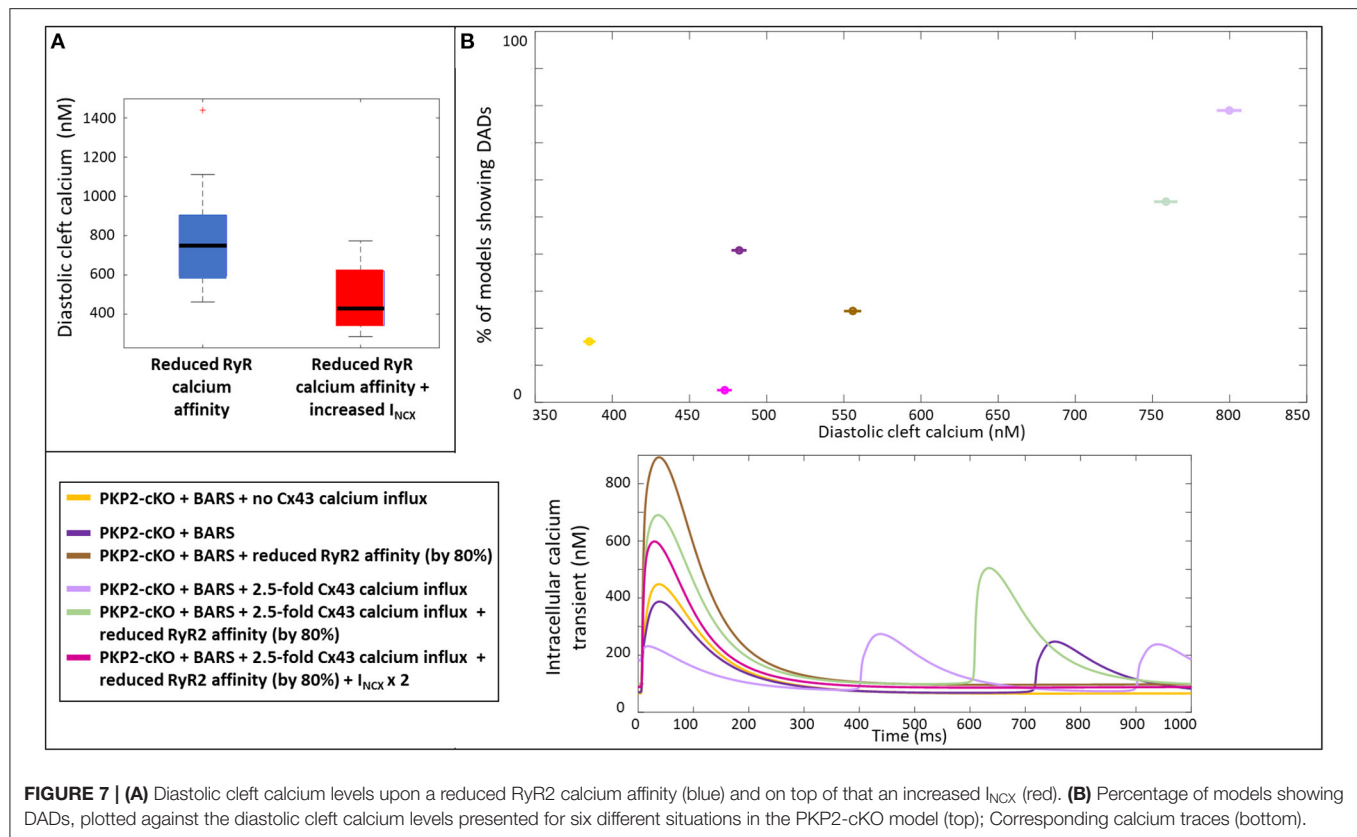 A
Diastolic cleft calcium (nM)
1400
1200
1000
800
600
400
Reduced RyR
calcium
affinity
Reduced RyR
calcium affinity +
increased INCX
B
% of models showing DADs
100
0
350 400 450 500 550 600 650 700 750 800 850
Diastolic cleft calcium (nM)
PKP2-cKO + BARS + no Cx43 calcium influx
PKP2-cKO + BARS
PKP2-cKO + BARS + reduced RyR2 affinity (by 80%)
PKP2-cKO + BARS + 2.5-fold Cx43 calcium influx
PKP2-cKO + BARS + 2.5-fold Cx43 calcium influx +
reduced RyR2 affinity (by 80%)
PKP2-cKO + BARS + 2.5-fold Cx43 calcium influx +
reduced RyR2 affinity (by 80%) + INCX x 2
Intracellular calcium
transient (nM)
800
600
400
200
0
0 100 200 300 400 500 600 700 800 900 1000
Time (ms)
FIGURE 7 | (A) Diastolic cleft calcium levels upon a reduced RyR2 calcium affinity (blue) and on top of that an increased INCX (red). (B) Percentage of models showing
DADs, plotted against the diastolic cleft calcium levels presented for six different situations in the PKP2-cKO model (top); Corresponding calcium traces (bottom).